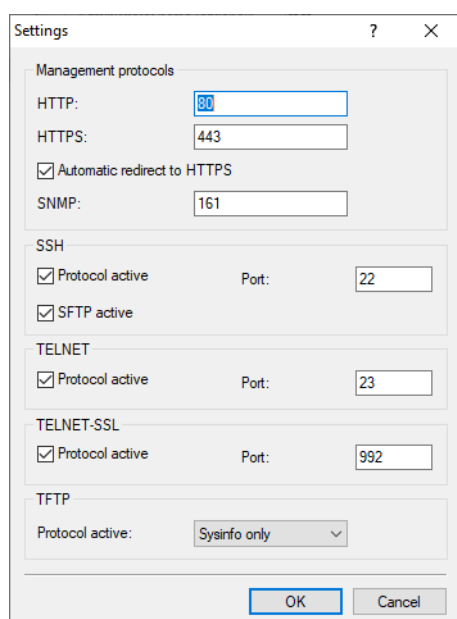 Settings ?
Management protocols
HTTP: 80
HTTPS: 443
Automatic redirect to HTTPS
SNMP: 161
SSH
Protocol active Port: 22
SFTP active
TELNET
Protocol active Port: 23
TELNET-SSL
Protocol active Port: 992
TFTP
Protocol active: Sysinfo only
OK Cancel